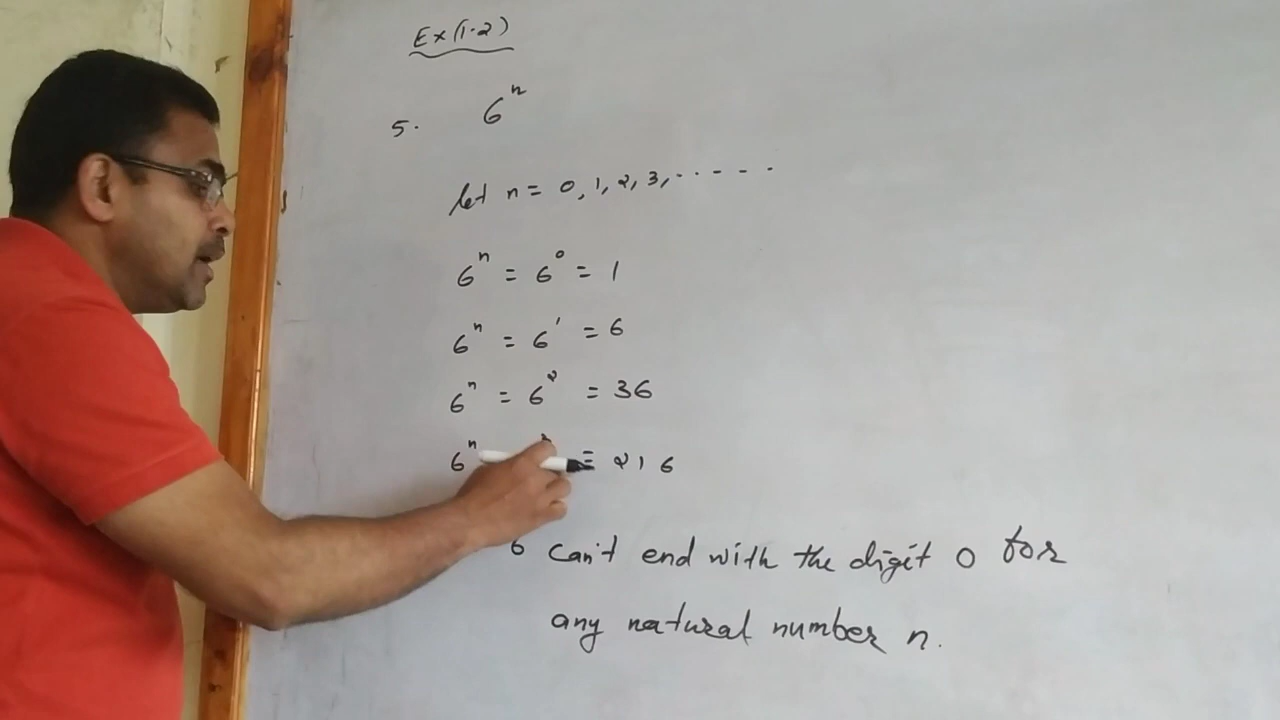 Ex (1.2)
5. 6ⁿ
let n = 0, 1, 2, 3, .......
6ⁿ = 6⁰ = 1
6ⁿ = 6¹ = 6
6ⁿ = 6² = 36
6ⁿ = 216
6 can't end with the digit 0 for
any natural number n.